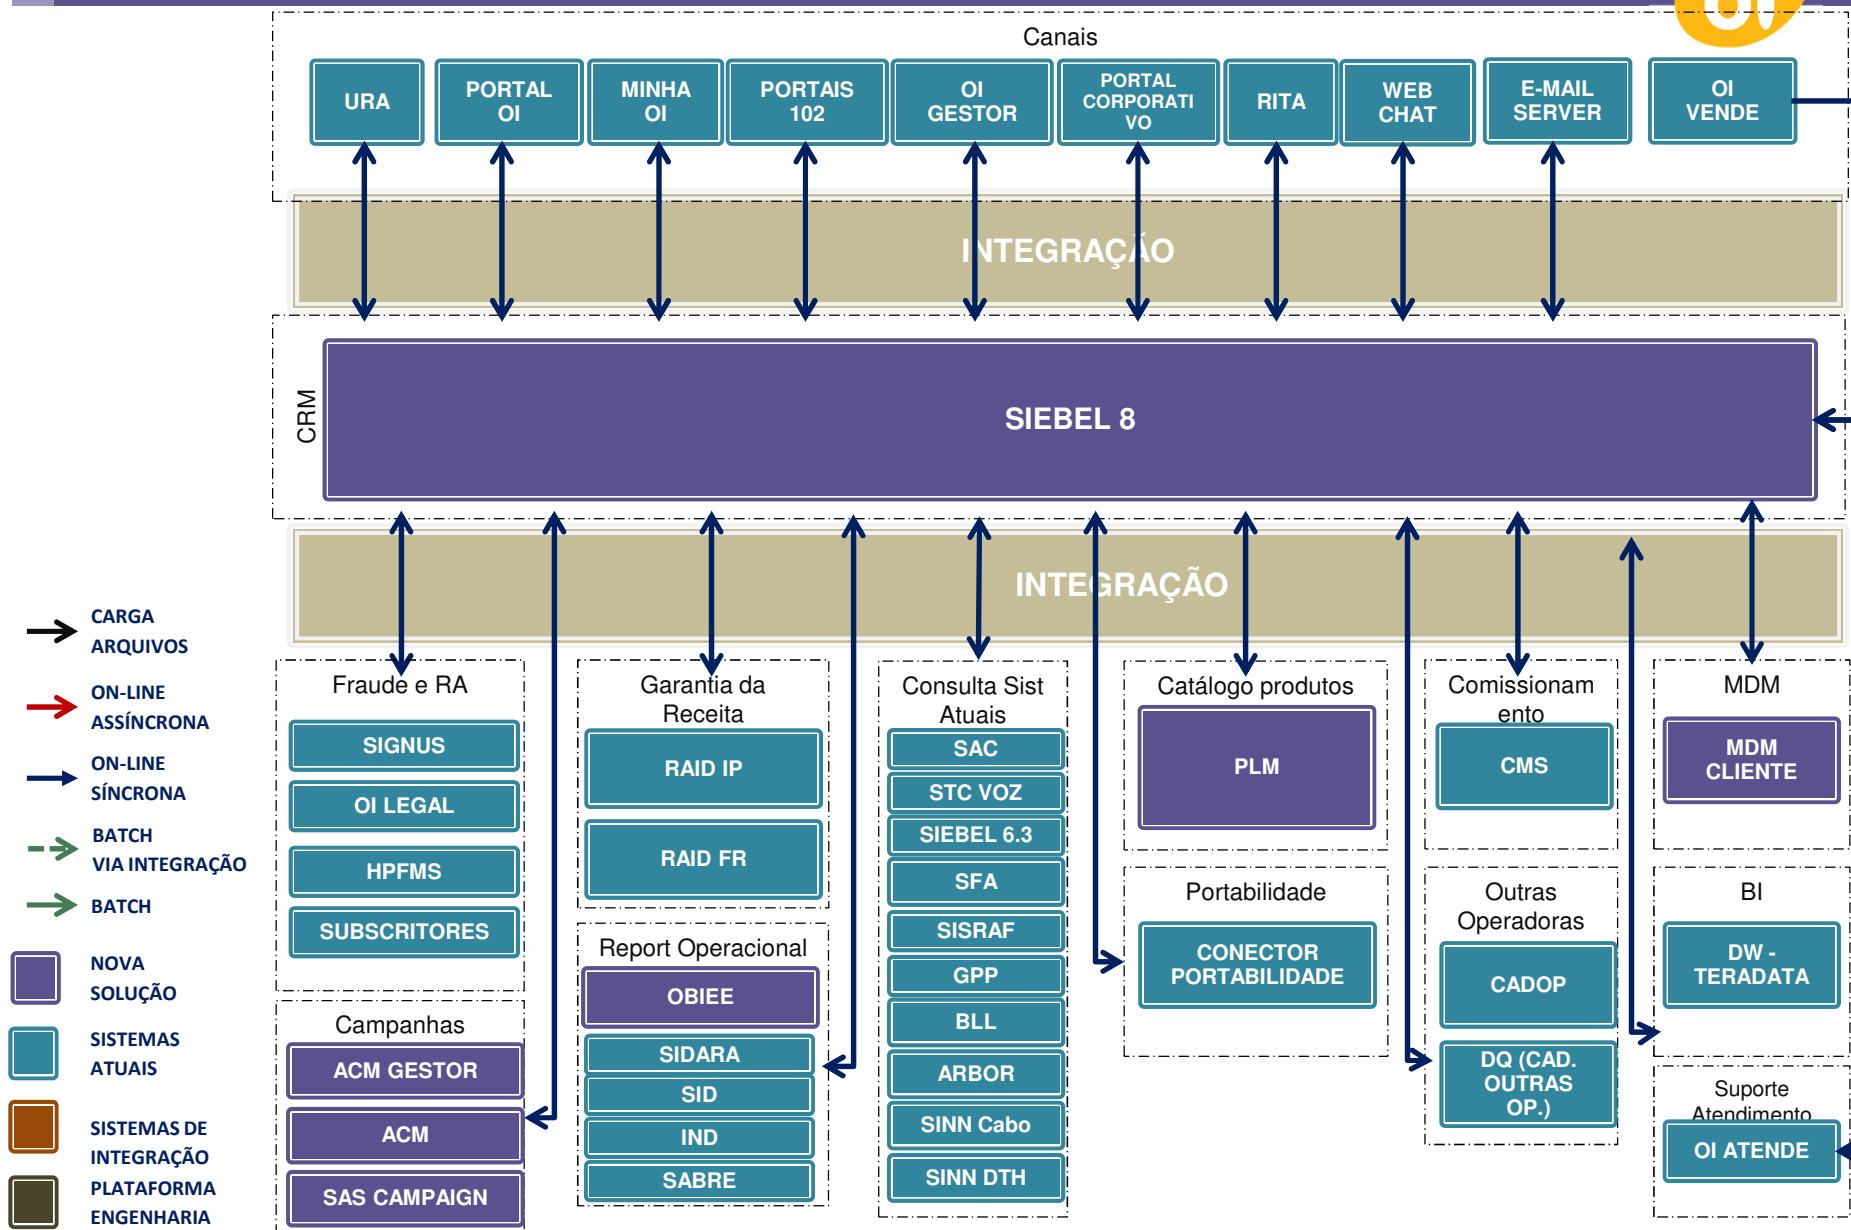 Oi
Canais
URA
PORTAL
OI
MINHA
OI
PORTAIS
102
OI
GESTOR
PORTAL
CORPORATI
VO
RITA
WEB
CHAT
E-MAIL
SERVER
OI
VENDE
INTEGRAÇÃO
CRM
SIEBEL 8
INTEGRAÇÃO
CARGA
ARQUIVOS
ON-LINE
ASSÍNCRONA
ON-LINE
SÍNCRONA
BATCH
VIA INTEGRAÇÃO
BATCH
NOVA
SOLUÇÃO
SISTEMAS
ATUAIS
SISTEMAS DE
INTEGRAÇÃO
PLATAFORMA
ENGENHARIA
Fraude e RA
SIGNUS
OI LEGAL
HPFMS
SUBSCRITORES
Campanhas
ACM GESTOR
ACM
SAS CAMPAIGN
Garantia da
Receita
RAID IP
RAID FR
Report Operacional
OBIEE
SIDARA
SID
IND
SABRE
Consulta Sist
Atuais
SAC
STC VOZ
SIEBEL 6.3
SFA
SISRAF
GPP
BLL
ARBOR
SINN Cabo
SINN DTH
Catálogo produtos
PLM
Portabilidade
CONECTOR
PORTABILIDADE
Comissionam
ento
CMS
Outras
Operadoras
CADOP
DQ (CAD.
OUTRAS
OP.)
MDM
MDM
CLIENTE
BI
DW -
TERADATA
Suporte
Atendimento
OI ATENDE